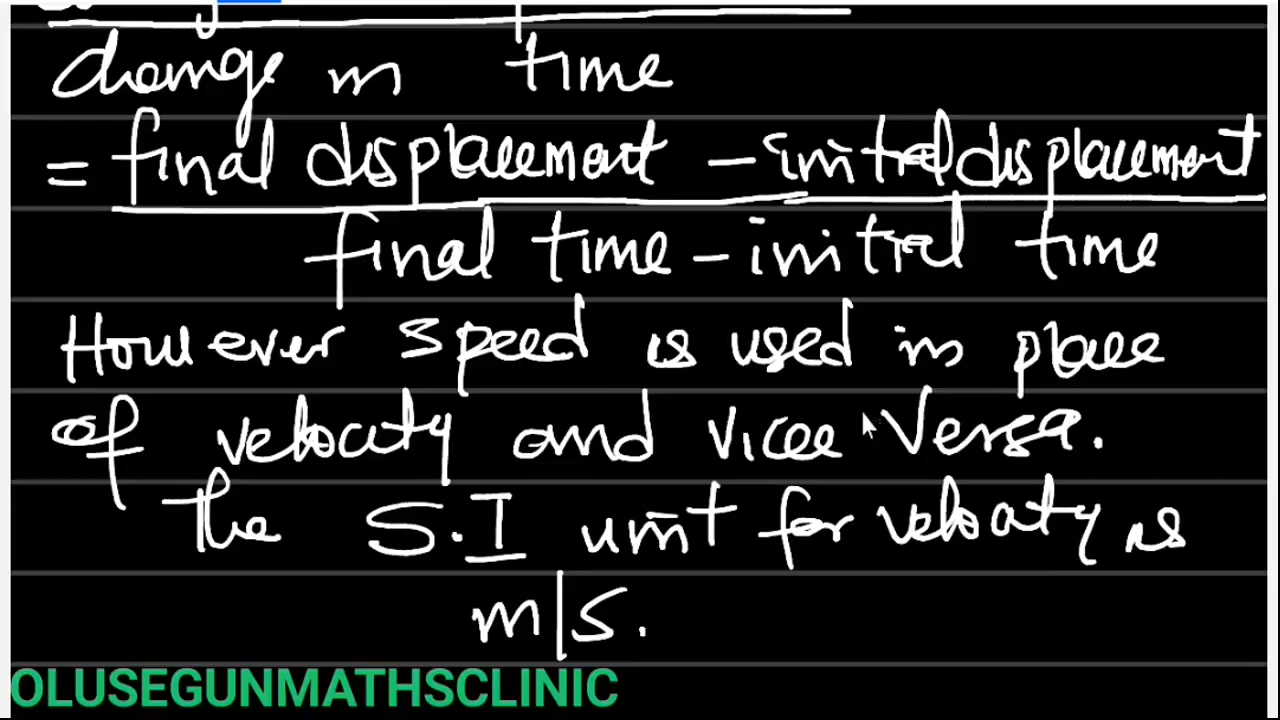 change in time
= final displacement - initial displacement
final time - initial time
However speed is used in place
of velocity and vicee versa.
The S.I unit for velocity is
m/s.
OLUSEGUNMATHSCLINIC